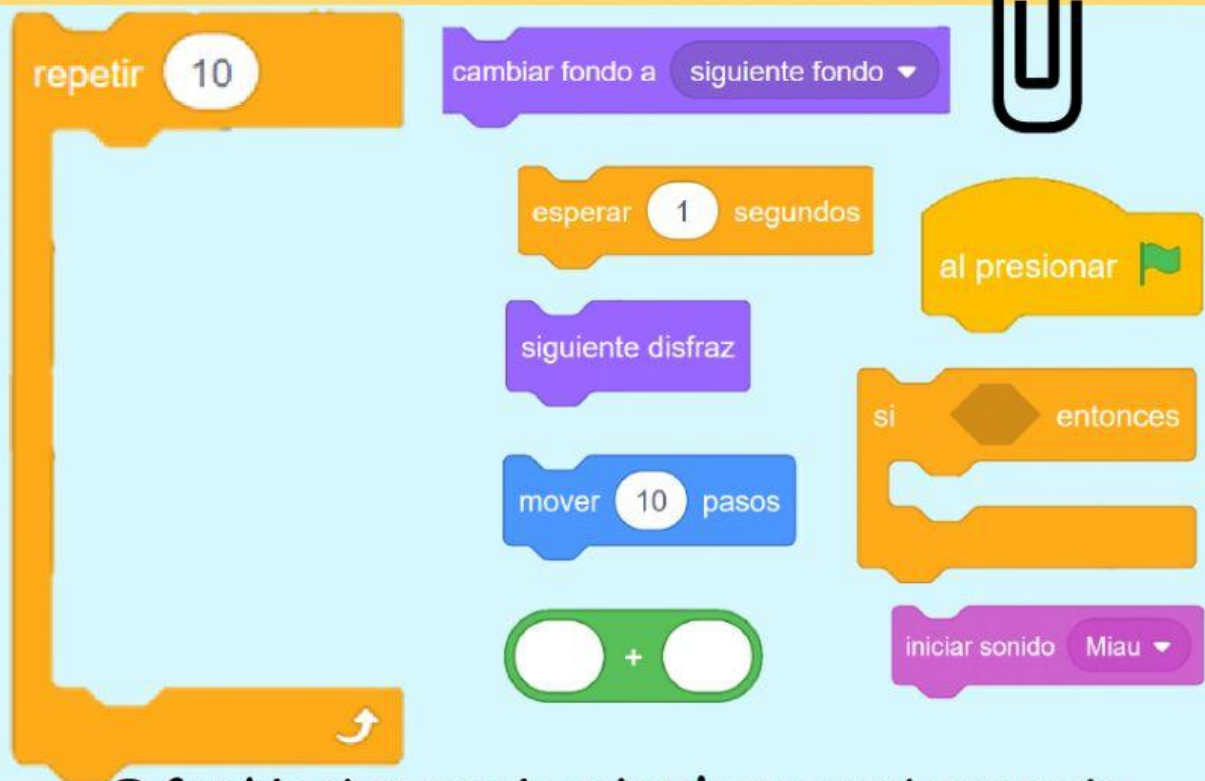 repetir 10
cambiar fondo a siguiente fondo
esperar 1 segundos
al presionar
siguiente disfraz
si entonces
mover 10 pasos
+
iniciar sonido Miau